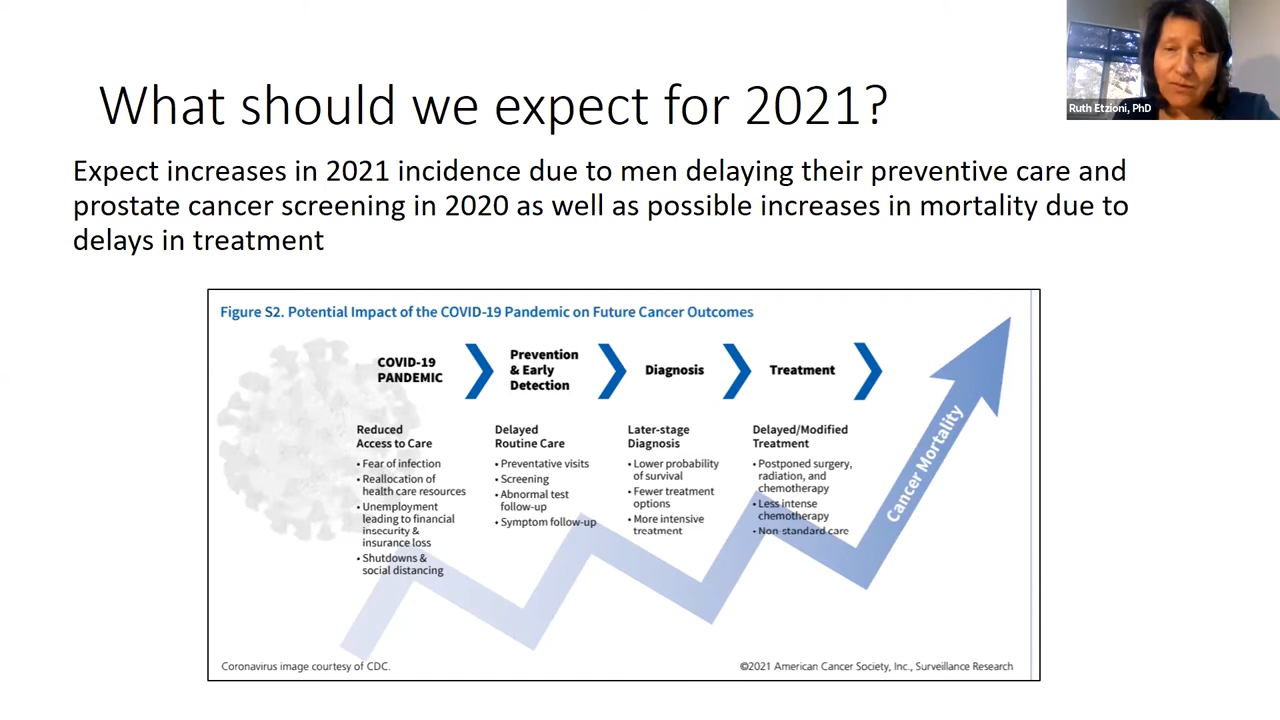 What should we expect for 2021?
Ruth Etzioni, PhD
Expect increases in 2021 incidence due to men delaying their preventive care and
prostate cancer screening in 2020 as well as possible increases in mortality due to
delays in treatment
Figure S2. Potential Impact of the COVID-19 Pandemic on Future Cancer Outcomes
COVID-19
PANDEMIC
Prevention
& Early
Detection
Diagnosis
Treatment
Reduced
Access to Care
• Fear of infection
• Reallocation of
health care resources
• Unemployment
leading to financial
insecurity &
insurance loss
• Shutdowns &
social distancing
Delayed
Routine Care
• Preventative visits
• Screening
• Abnormal test
follow-up
• Symptom follow-up
Later-stage
Diagnosis
• Lower probability
of survival
• Fewer treatment
options
• More intensive
treatment
Delayed/Modified
Treatment
• Postponed surgery,
radiation, and
chemotherapy
• Less intense
chemotherapy
• Non-standard care
Cancer Mortality
Coronavirus image courtesy of CDC.
©2021 American Cancer Society, Inc., Surveillance Research